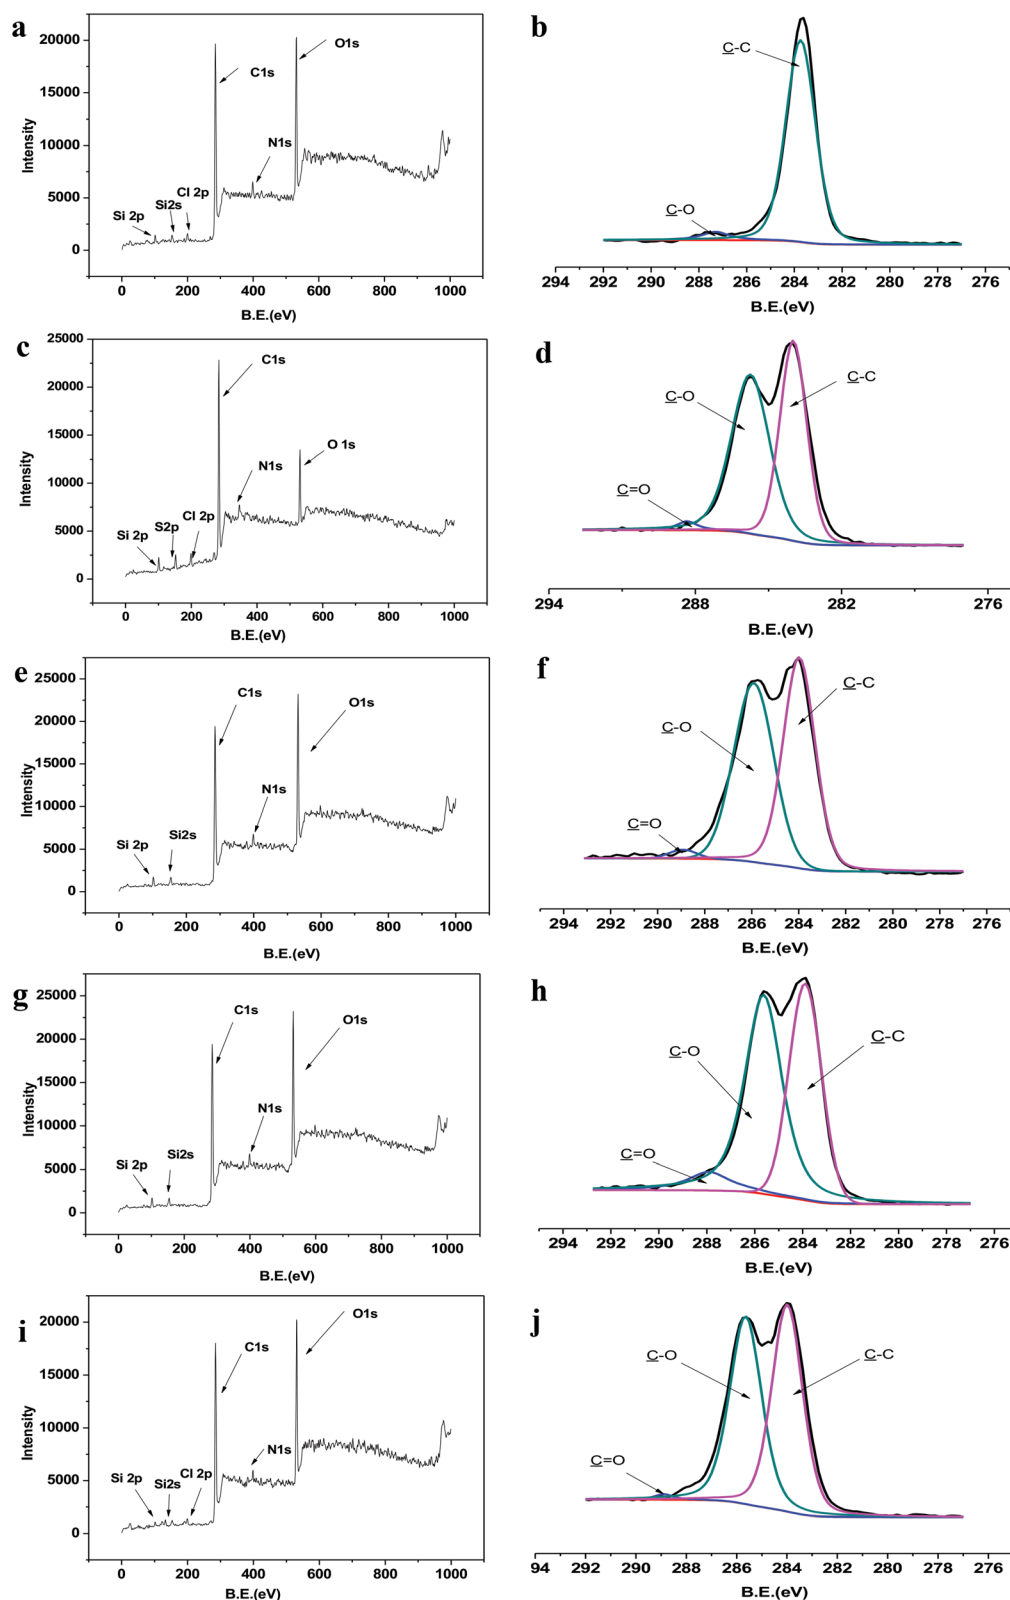 a
20000
15000
10000
5000
0
Intensity
O1s
C1s
N1s
Cl 2p
Si2s
Si 2p
0 200 400 600 800 1000
B.E.(eV)
b
C-C
C-O
294 292 290 288 286 284 282 280 278 276
B.E.(eV)
c
25000
20000
15000
10000
5000
0
Intensity
C1s
O 1s
N1s
Cl 2p
S2p
Si 2p
0 200 400 600 800 1000
B.E.(eV)
d
C-C
C-O
C=O
294 288 282 276
B.E.(eV)
e
25000
20000
15000
10000
5000
0
Intensity
C1s
O1s
N1s
Si2s
Si 2p
0 200 400 600 800 1000
B.E.(eV)
f
C-C
C-O
C=O
294 292 290 288 286 284 282 280 278 276
B.E.(eV)
g
25000
20000
15000
10000
5000
0
Intensity
C1s
O1s
N1s
Si2s
Si 2p
0 200 400 600 800 1000
B.E.(eV)
h
C-C
C-O
C=O
294 292 290 288 286 284 282 280 278 276
B.E.(eV)
i
20000
15000
10000
5000
0
Intensity
O1s
C1s
N1s
Cl 2p
Si2s
Si 2p
0 200 400 600 800 1000
B.E.(eV)
j
C-O
C-C
C=O
94 292 290 288 286 284 282 280 278 276
B.E.(eV)